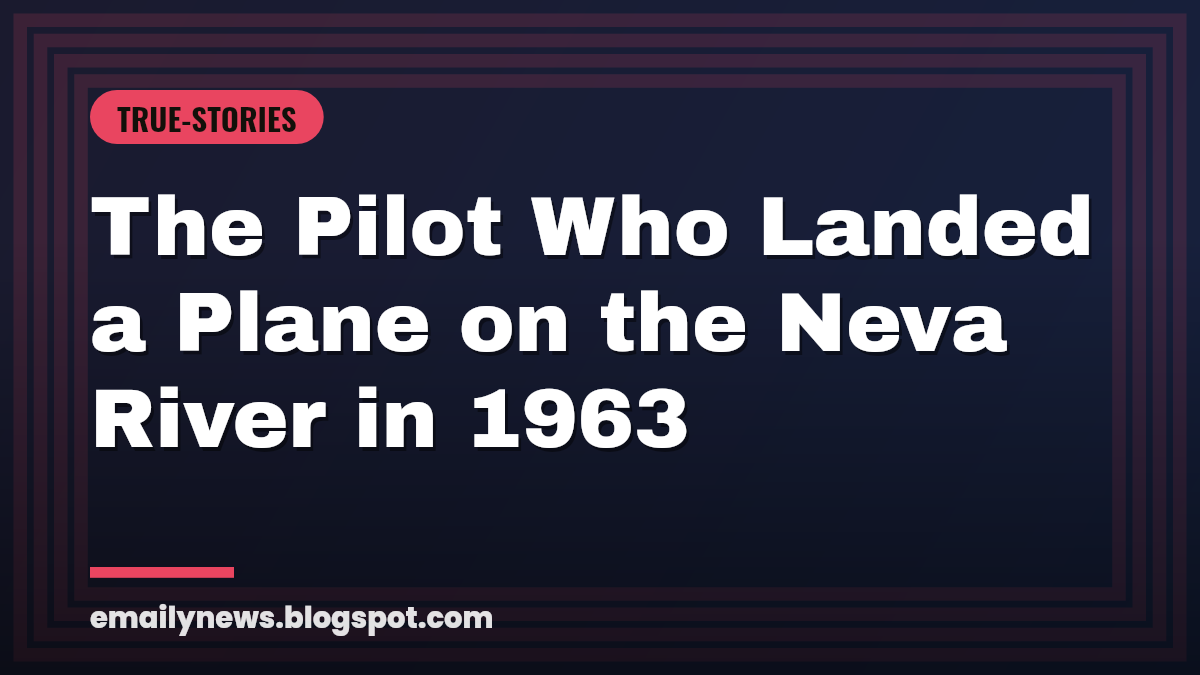 TRUE-STORIES
The Pilot Who Landed
a Plane on the Neva
River in 1963
emailynews.blogspot.com